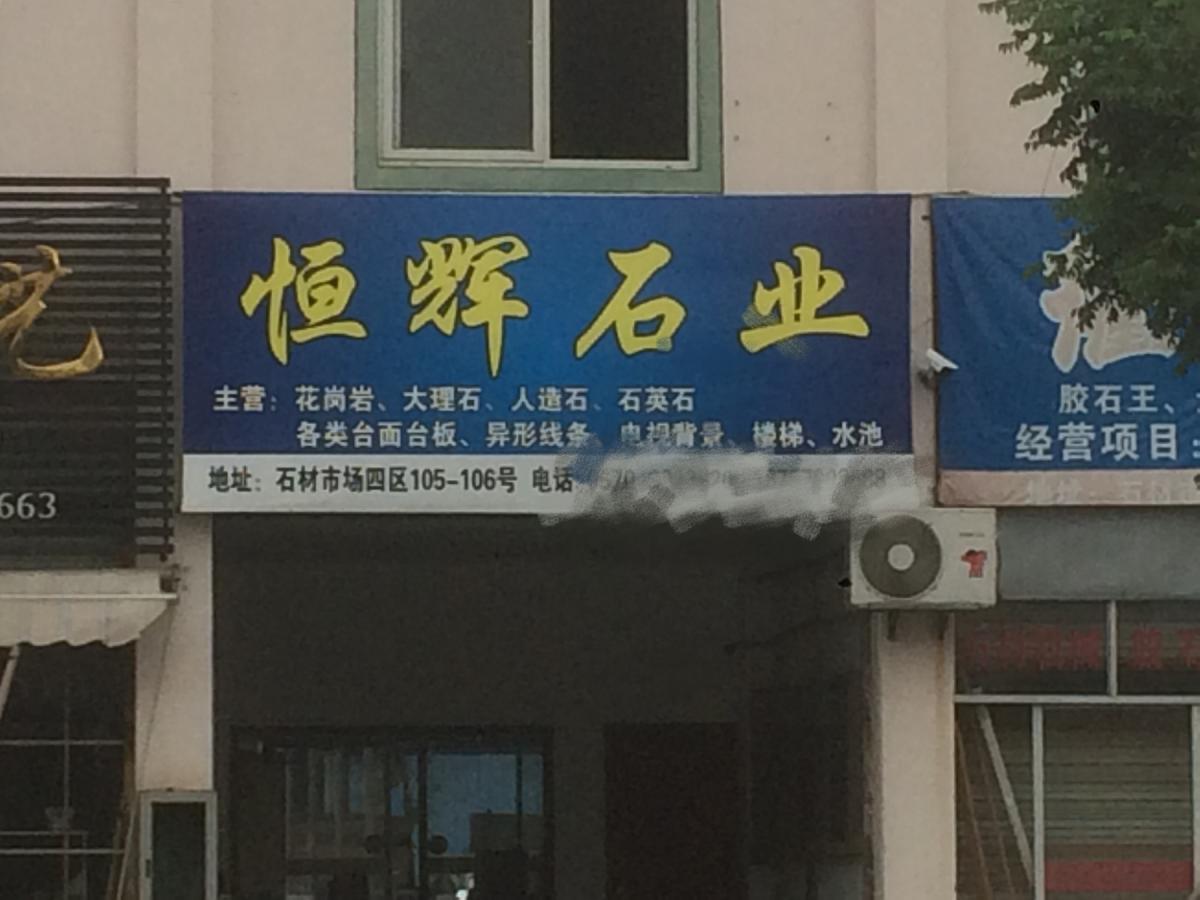 恒辉石业
主营：花岗岩、大理石、人造石、石英石
各类台面台板、异形线条、电视背景、楼梯、水池
地址：石材市场四区105-106号 电话
663
胶石王、
经营项目：